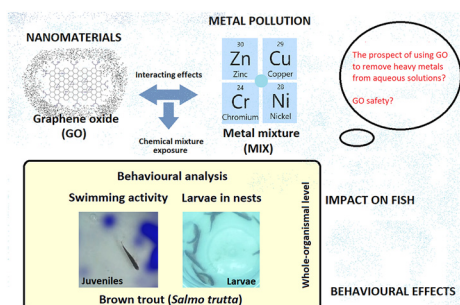 NANOMATERIALS
Graphene oxide
(GO)
Interacting effects
Chemical mixture
exposure
METAL POLLUTION
30
Zn
Zinc
29
Cu
Copper
24
Cr
Chromium
28
Ni
Nickel
Metal mixture
(MIX)
The prospect of using GO
to remove heavy metals
from aqueous solutions?
GO safety?
Behavioural analysis
Swimming activity
Larvae in nests
Juveniles
Larvae
Brown trout (Salmo trutta)
Whole-organismal level
IMPACT ON FISH
BEHAVIOURAL EFFECTS